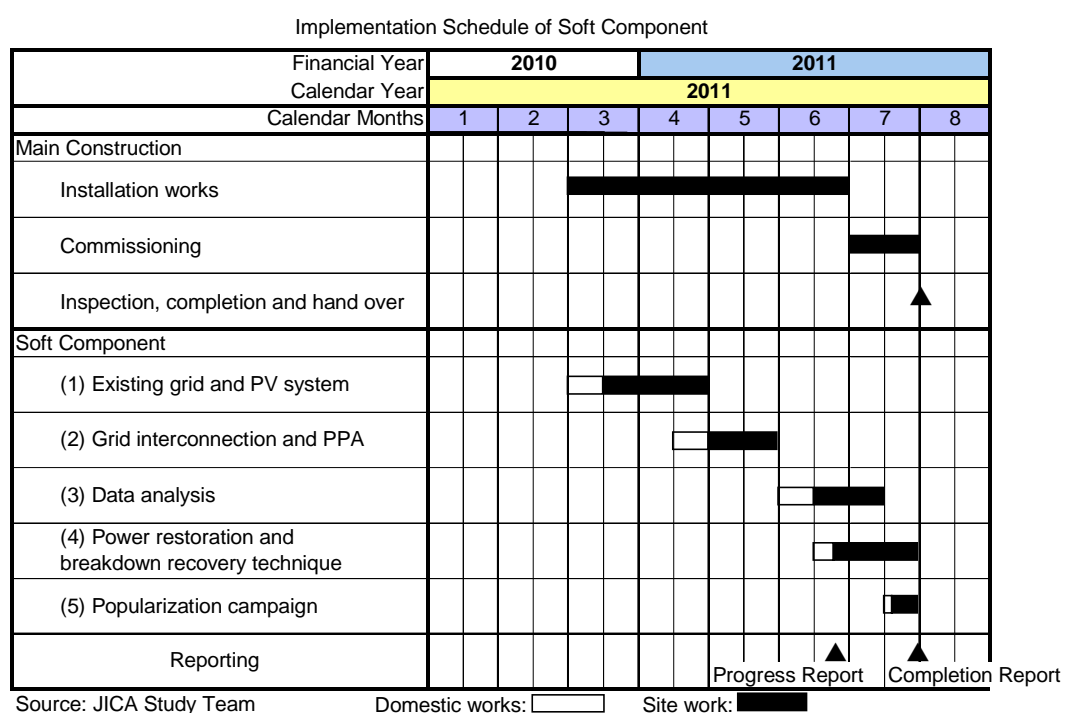 Implementation Schedule of Soft Component
Financial Year 2010 2011
Calendar Year 2011
Calendar Months 1 2 3 4 5 6 7 8
Main Construction
Installation works
Commissioning
Inspection, completion and hand over
Soft Component
(1) Existing grid and PV system
(2) Grid interconnection and PPA
(3) Data analysis
(4) Power restoration and
breakdown recovery technique
(5) Popularization campaign
Reporting
Progress Report Completion Report
Source: JICA Study Team Domestic works: Site work: